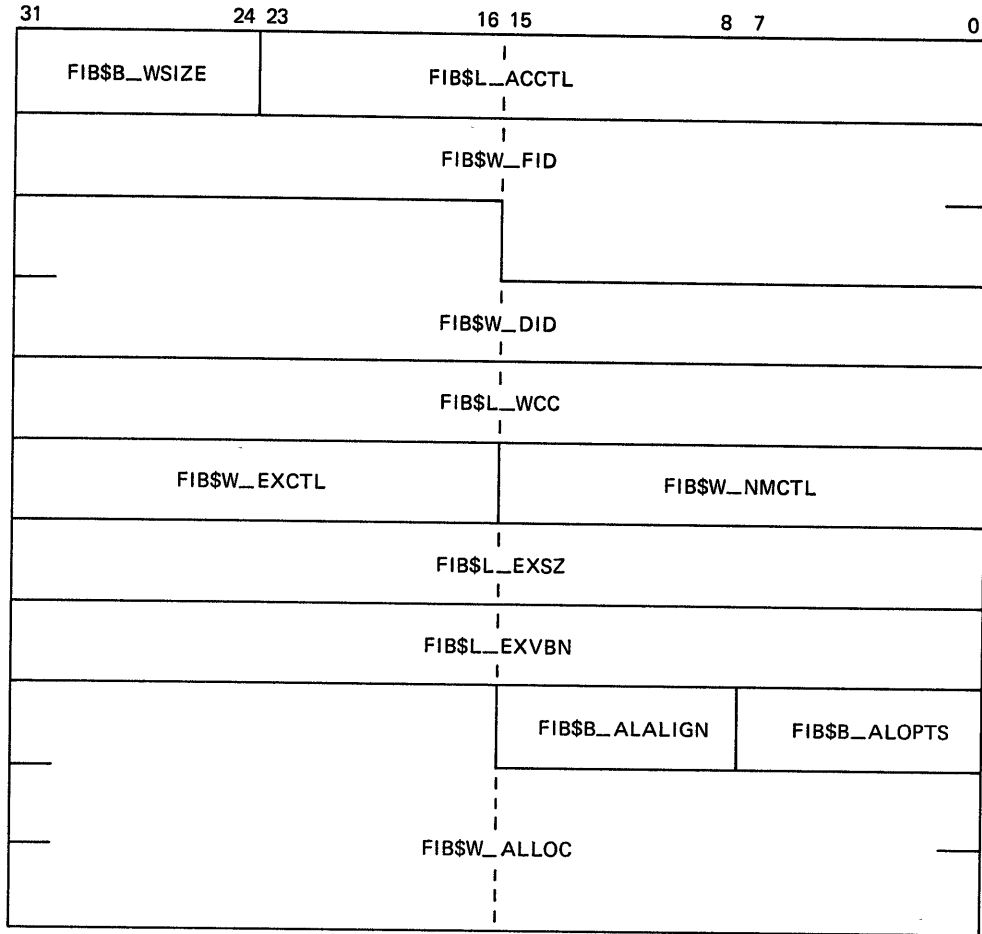 31 24 23 16 15 8 7 0
FIB$B_WSIZE FIB$L_ACCTL
FIB$W_FID
FIB$W_DID
FIB$L_WCC
FIB$W_EXCTL FIB$W_NMCTL
FIB$L_EXSZ
FIB$L_EXVBN
FIB$B_ALALIGN FIB$B_ALOPTS
FIB$W_ALLOC